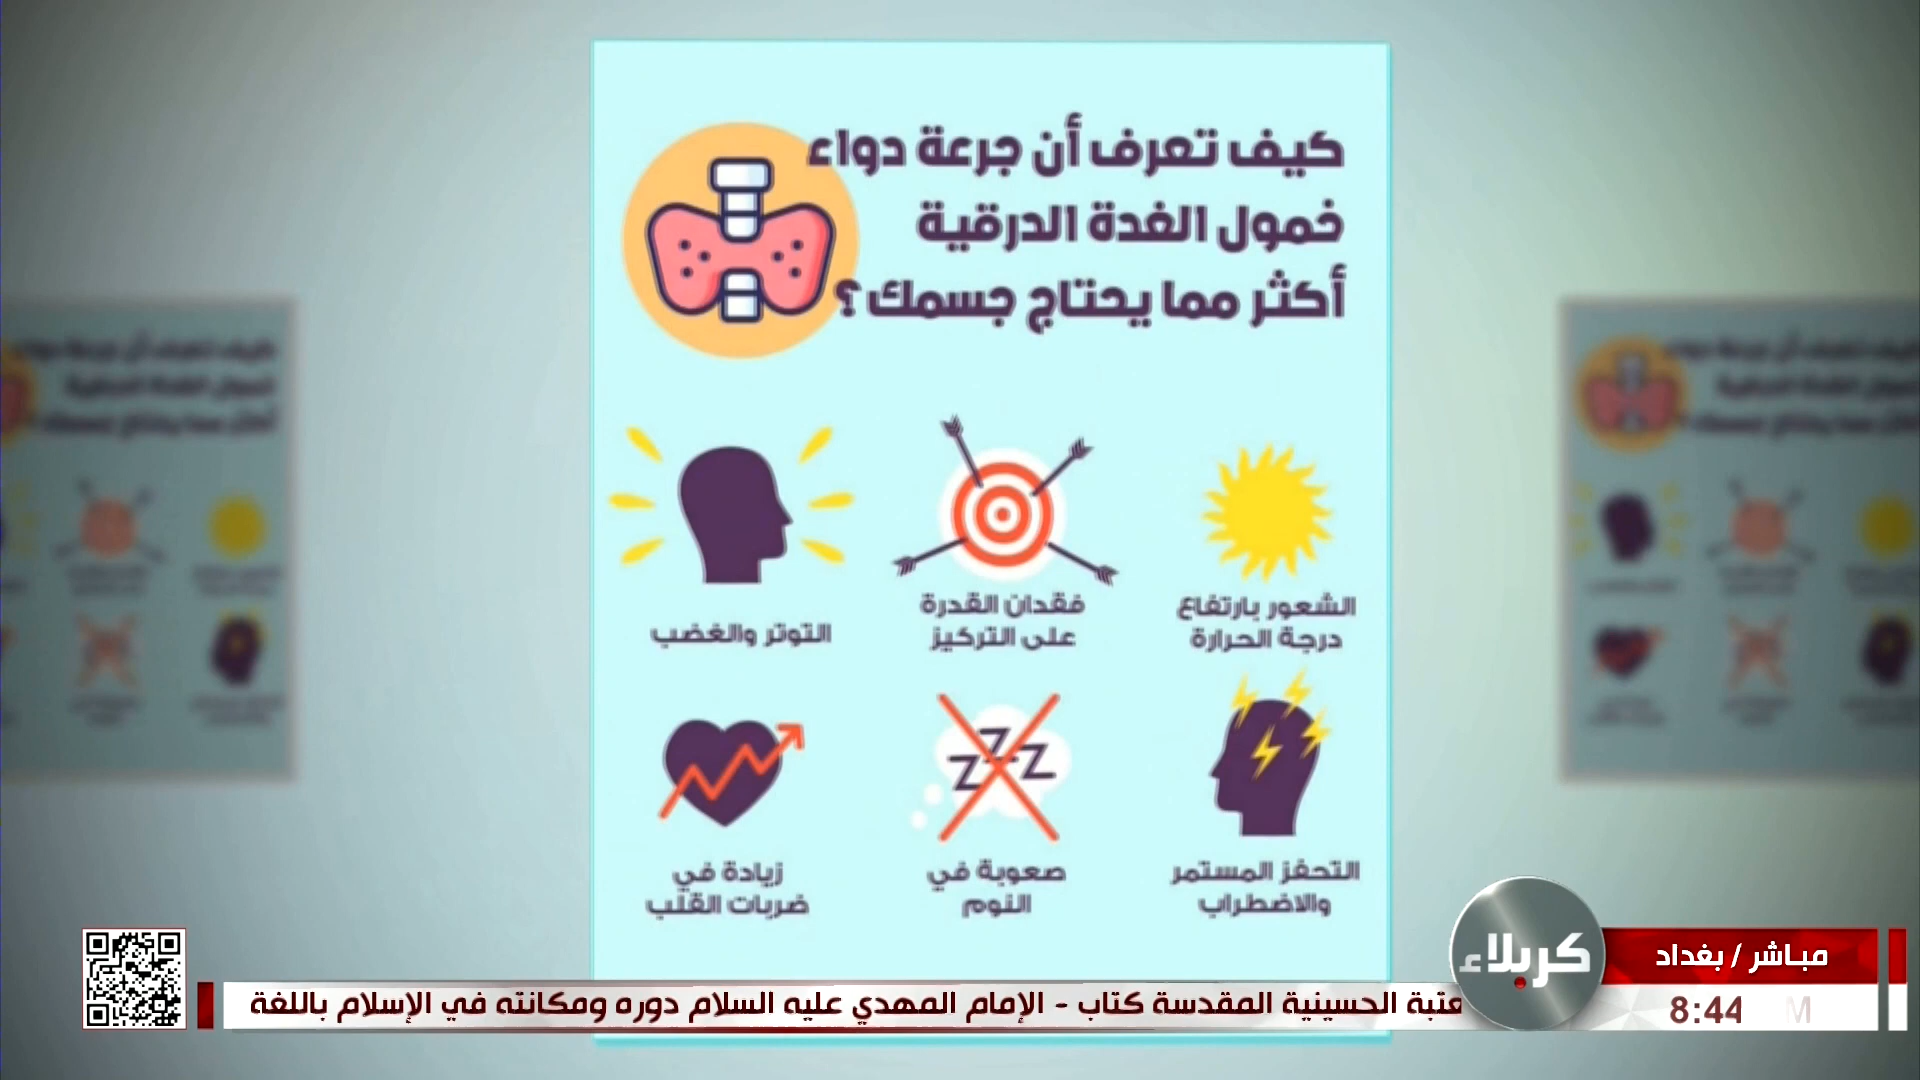 كيف تعرف أن جرعة دواء
خمول الغدة الدرقية
أكثر مما يحتاج جسمك؟
الشعور بارتفاع
درجة الحرارة
فقدان القدرة
على التركيز
التوتر والغضب
التحفز المستمر
والاضطراب
صعوبة في
النوم
زيادة في
ضربات القلب
كربلاء
مباشر / بغداد
8:44
عتبة الحسينية المقدسة كتاب - الإمام المهدي عليه السلام دوره ومكانته في الإسلام باللغة